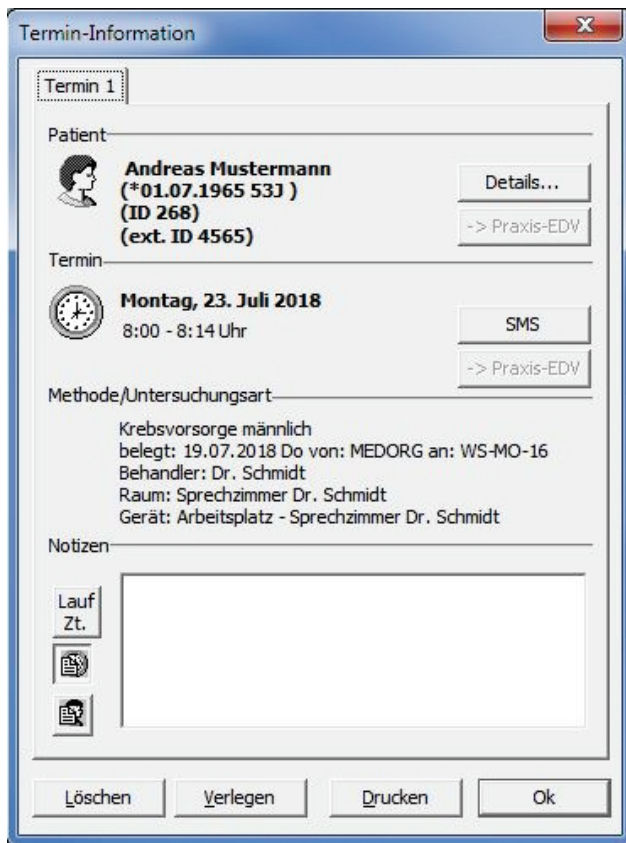 Termin-Information
Termin 1
Patient
Andreas Mustermann
(*01.07.1965 53J )
(ID 268)
(ext. ID 4565)
Details...
-> Praxis-EDV
Termin
Montag, 23. Juli 2018
8:00 - 8:14 Uhr
SMS
-> Praxis-EDV
Methode/Untersuchungsart
Krebsvorsorge männlich
belegt: 19.07.2018 Do von: MEDORG an: WS-MO-16
Behandler: Dr. Schmidt
Raum: Sprechzimmer Dr. Schmidt
Gerät: Arbeitsplatz - Sprechzimmer Dr. Schmidt
Notizen
Lauf
Zt.
Löschen Verlegen Drucken Ok